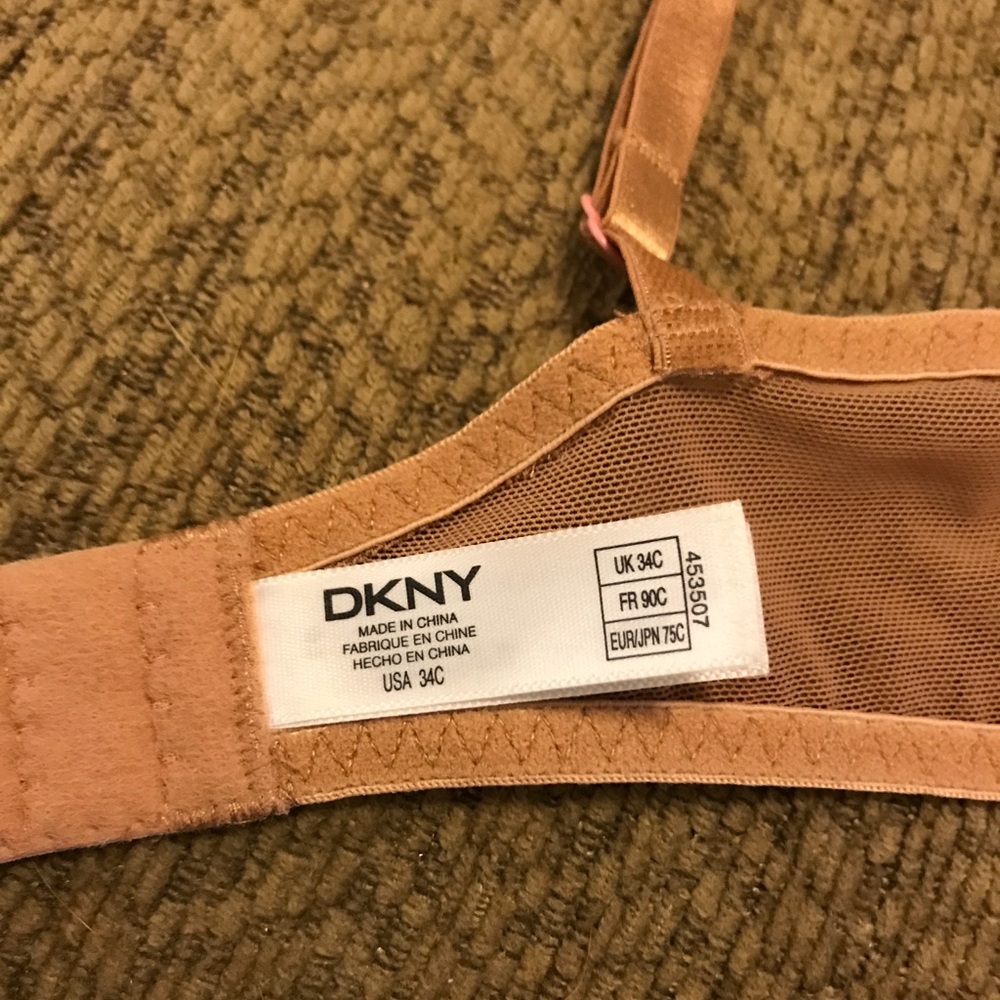 DKNY
MADE IN CHINA
FABRIQUE EN CHINE
HECHO EN CHINA
USA 34C
UK 34C
FR 90C
EUR/JPN 75C
453507